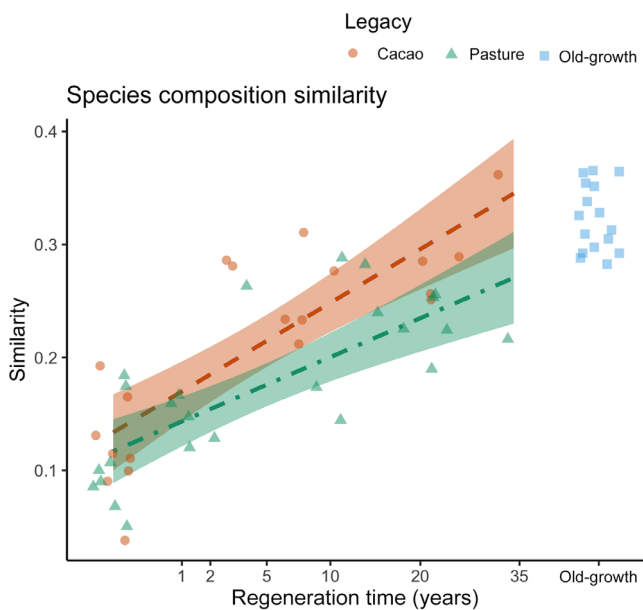 Legacy
Cacao Pasture Old-growth
Species composition similarity
0.4
0.3
0.2
0.1
Similarity
1 2 5 10 20 35 Old-growth
Regeneration time (years)